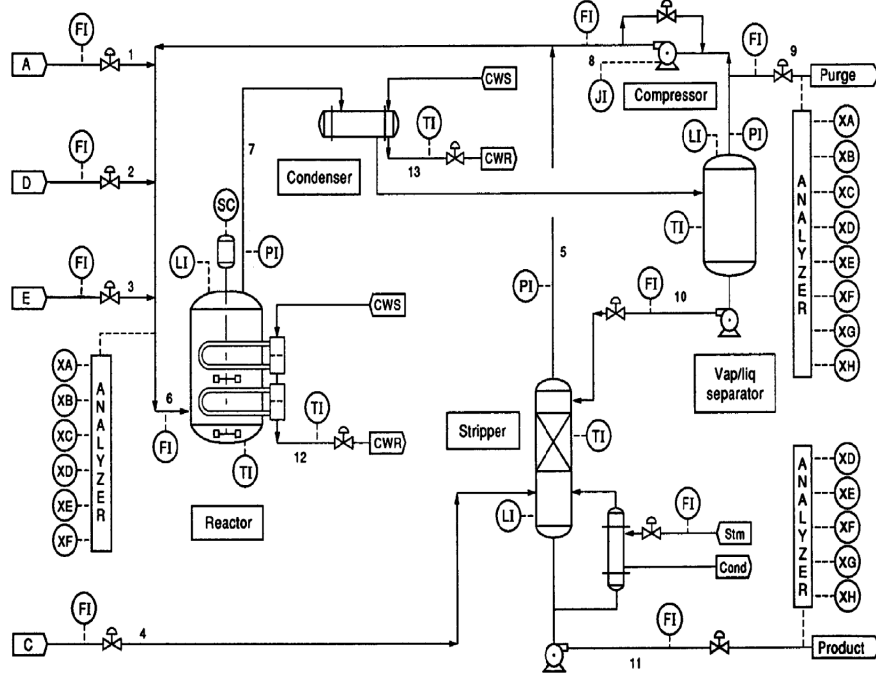 FI
FI
FI
9
A
1
8
Purge
JI
Compressor
CWS
XA
LI
PI
FI
7
TI
XB
D
2
Condenser
13
CWR
ANALYZER
XC
SC
TI
XD
FI
LI
PI
5
XE
E
3
CWS
PI
FI
10
XF
XG
XA
ANALYZER
Vap/liq
separator
XH
XB
6
Stripper
TI
XC
FI
TI
12
CWR
ANALYZER
XD
XD
TI
XE
XE
Reactor
LI
FI
XF
XF
Stm
XG
Cond
XH
FI
C
4
FI
11
Product